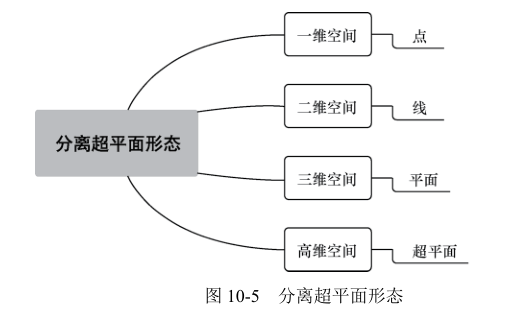 一维空间
点
二维空间
线
分离超平面形态
三维空间
平面
高维空间
超平面
图 10-5 分离超平面形态